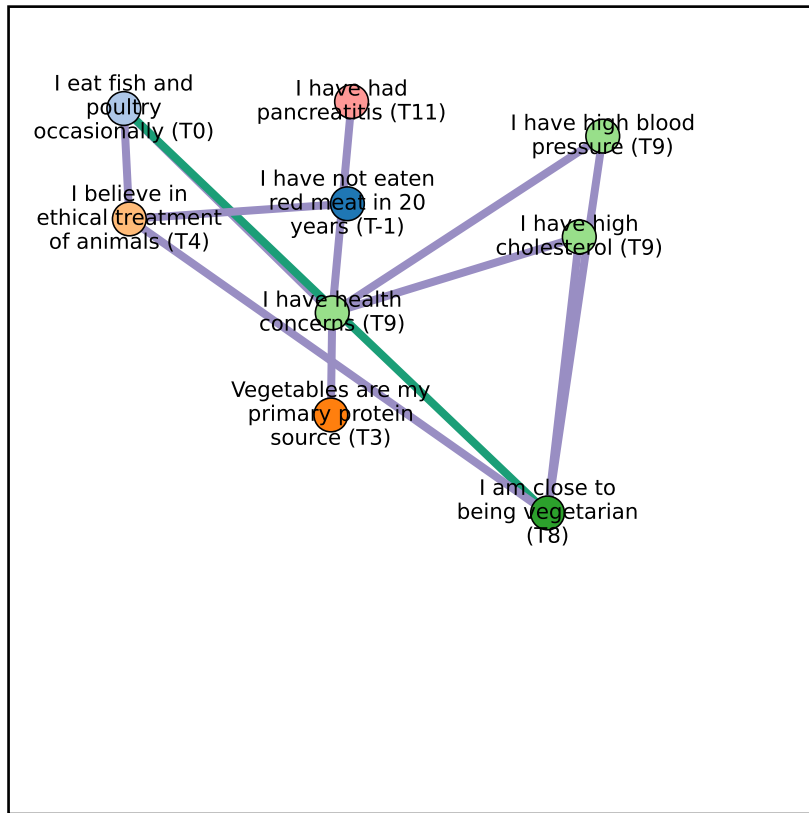 I eat fish and
poultry
occasionally (T0)
I have had
pancreatitis (T11)
I have high blood
pressure (T9)
I believe in
ethical treatment
of animals (T4)
I have not eaten
red meat in 20
years (T-1)
I have high
cholesterol (T9)
I have health
concerns (T9)
Vegetables are my
primary protein
source (T3)
I am close to
being vegetarian
(T8)